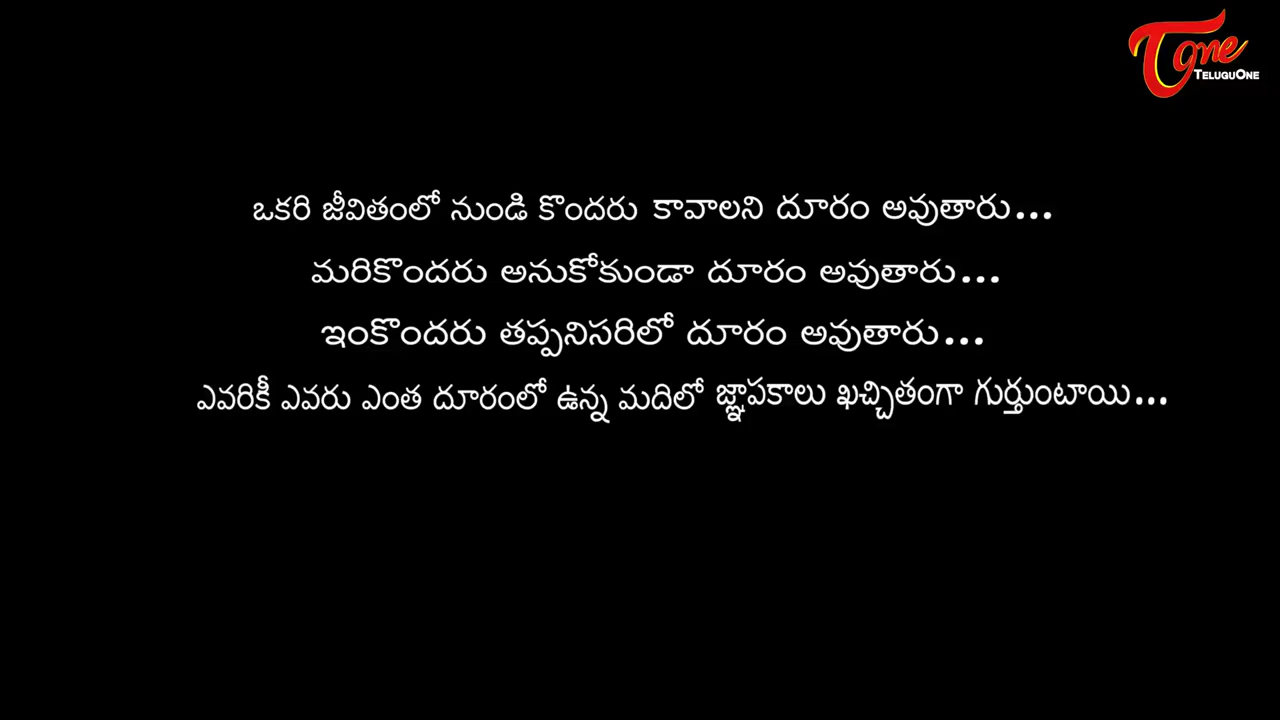 Tone
TELUGUONE
ఒకరి జీవితంలో నుండి కొందరు కావాలని దూరం అవుతారు...
మరికొందరు అనుకోకుండా దూరం అవుతారు...
ఇంకొందరు తప్పనిసరిలో దూరం అవుతారు...
ఎవరికీ ఎవరు ఎంత దూరంలో ఉన్న మదిలో జ్ఞాపకాలు ఖచ్చితంగా గుర్తుంటాయి...